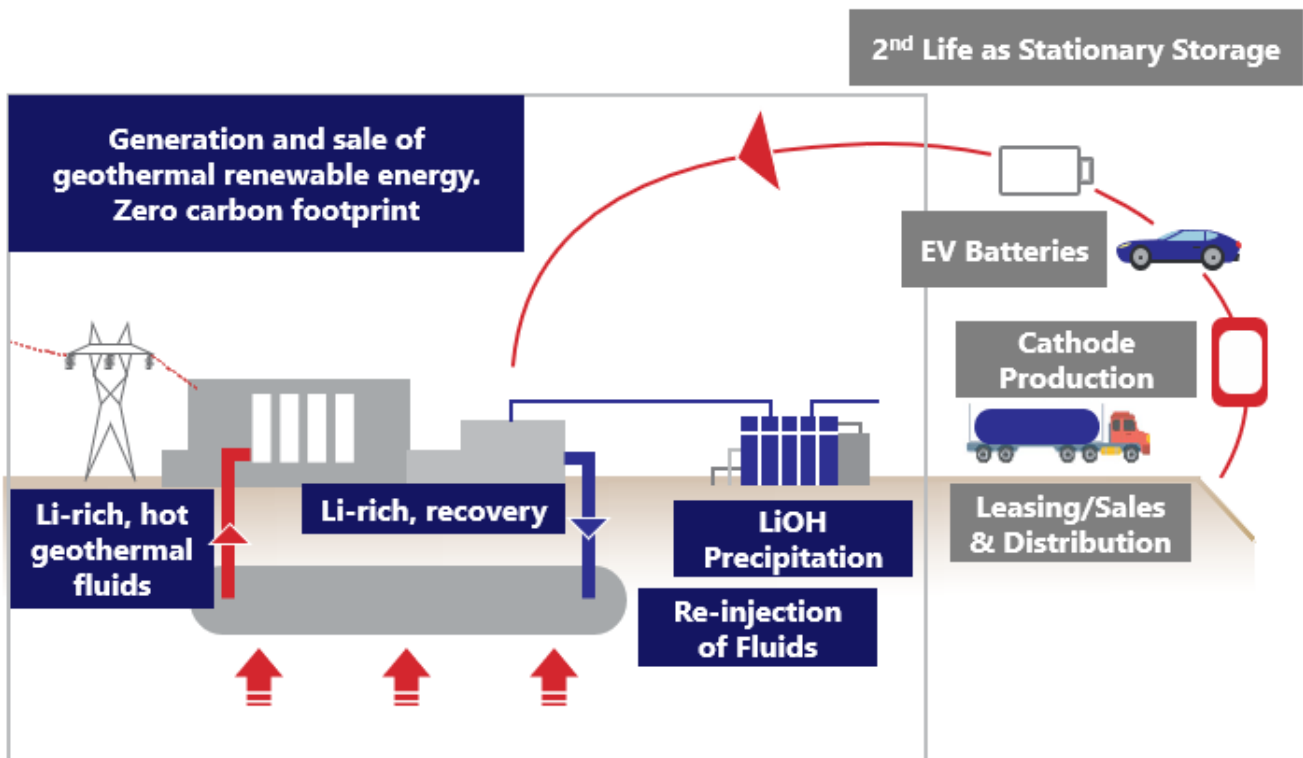 2nd Life as Stationary Storage
Generation and sale of
geothermal renewable energy.
Zero carbon footprint
EV Batteries
Cathode
Production
Li-rich, hot
geothermal
fluids
Li-rich, recovery
LiOH
Precipitation
Leasing/Sales
& Distribution
Re-injection
of Fluids